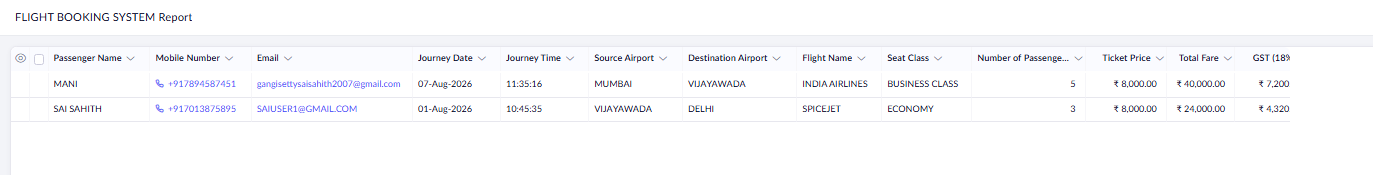 FLIGHT BOOKING SYSTEM Report
Passenger Name Mobile Number Email Journey Date Journey Time Source Airport Destination Airport Flight Name Seat Class Number of Passenge... Ticket Price Total Fare GST (18%
MANI +917894587451 gangisettysaisahith2007@gmail.com 07-Aug-2026 11:35:16 MUMBAI VIJAYAWADA INDIA AIRLINES BUSINESS CLASS 5 ₹ 8,000.00 ₹ 40,000.00 ₹ 7,200
SAI SAHITH +917013875895 SAIUSER1@GMAIL.COM 01-Aug-2026 10:45:35 VIJAYAWADA DELHI SPICEJET ECONOMY 3 ₹ 8,000.00 ₹ 24,000.00 ₹ 4,320